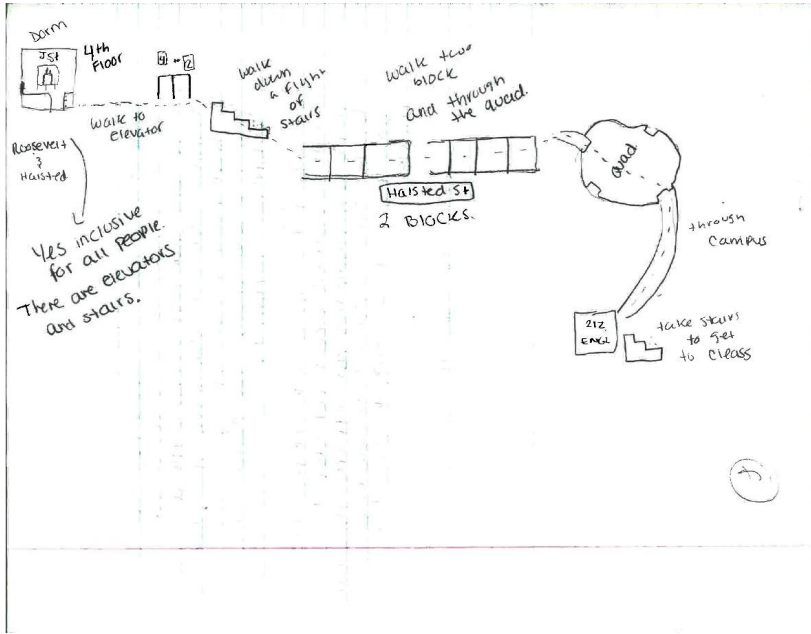 Dorm
JSt
4th
Floor
4 → 2
walk to
elevator
walk
down
a flight
of
stairs
walk two
block
and through
the quad.
Halsted St
2 BLOCKS.
quad
through
Campus
212
ENGL
take stairs
to get
to cleass
Roosevelt
&
Halsted
Yes inclusive
for all people.
There are elevators
and stairs.